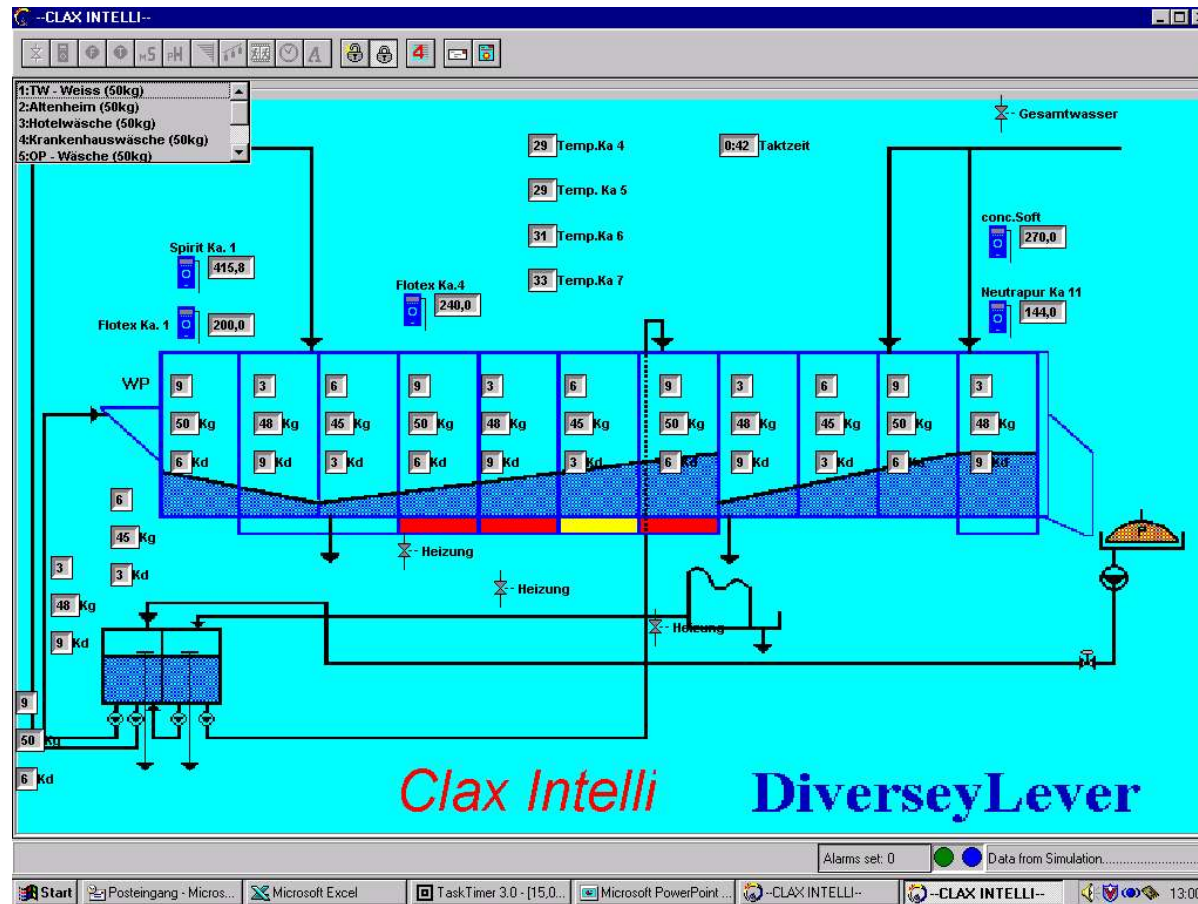 --CLAX INTELLI--
µS pH A 4
1:TW - Weiss (50kg)
2:Altenheim (50kg)
3:Hotelwäsche (50kg)
4:Krankenhauswäsche (50kg)
5:OP - Wäsche (50kg)
Gesamtwasser
29 Temp.Ka 4
0:42 Taktzeit
29 Temp. Ka 5
31 Temp.Ka 6
33 Temp.Ka 7
conc.Soft
270,0
Spirit Ka. 1
415,8
Flotex Ka.4
240,0
Neutrapur Ka 11
144,0
Flotex Ka. 1 200,0
WP
9 3 6 9 3 6 9 3 6 9 3
50 Kg 48 Kg 45 Kg 50 Kg 48 Kg 45 Kg 50 Kg 48 Kg 45 Kg 50 Kg 48 Kg
6 Kd 9 Kd 3 Kd 6 Kd 9 Kd 3 Kd 6 Kd 9 Kd 3 Kd 6 Kd 9 Kd
6
45 Kg
3 Kd
3
48 Kg
9 Kd
9
50 Kg
6 Kd
Heizung
Heizung
Heizung
P
Clax Intelli
DiverseyLever
Alarms set: 0
Data from Simulation..............................
Start
Posteingang - Micros...
Microsoft Excel
TaskTimer 3.0 - [15,0...
Microsoft PowerPoint ...
--CLAX INTELLI--
--CLAX INTELLI--
13:00